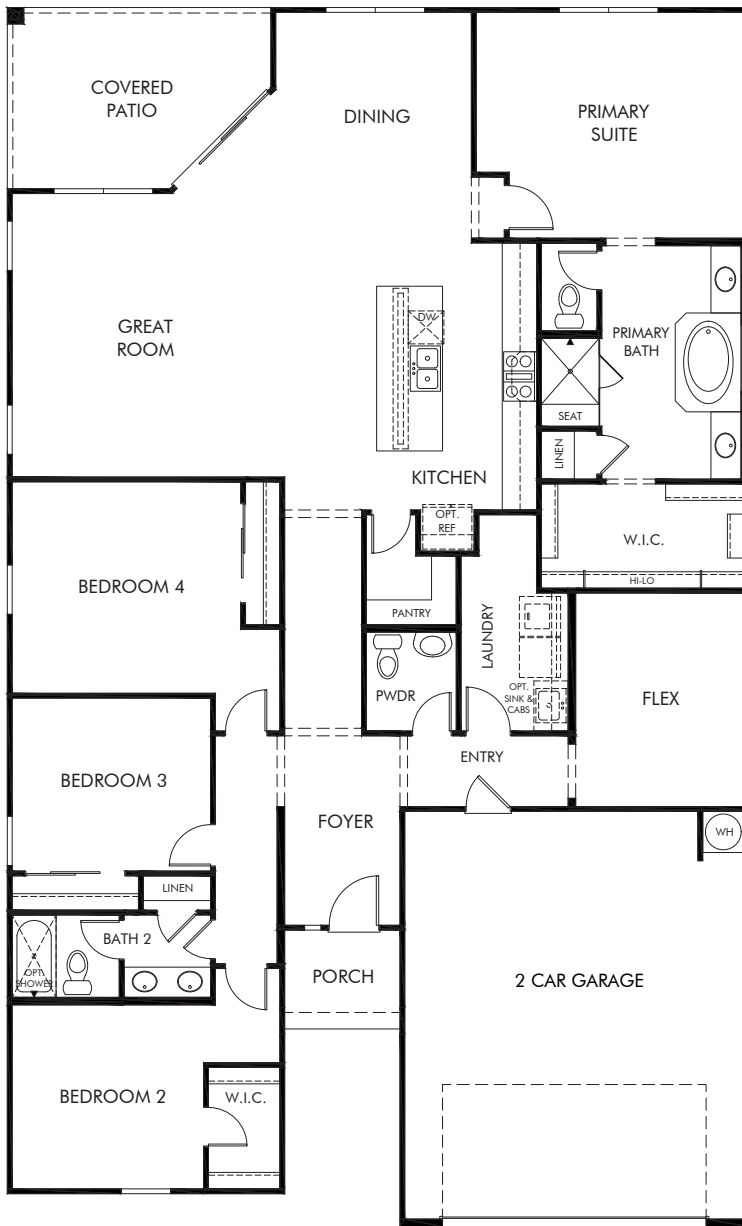 COVERED
PATIO
DINING
PRIMARY
SUITE
GREAT
ROOM
DW
PRIMARY
BATH
SEAT
LINEN
KITCHEN
OPT.
REF
W.I.C.
HI-LO
BEDROOM 4
PANTRY
LAUNDRY
PWDR
OPT.
SINK &
CABS
FLEX
ENTRY
BEDROOM 3
FOYER
WH
LINEN
BATH 2
OPT.
SHOWER
PORCH
2 CAR GARAGE
BEDROOM 2
W.I.C.